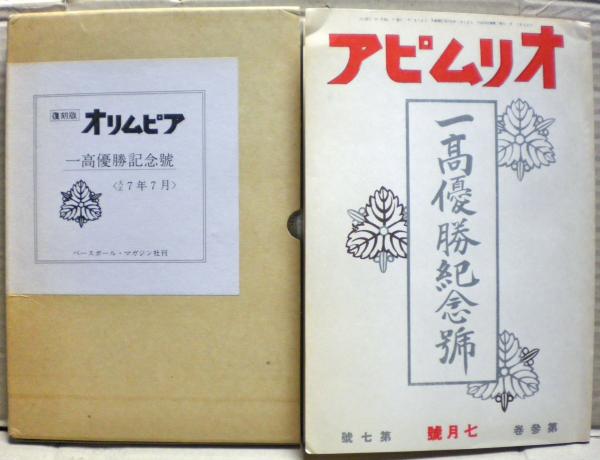 復刻版 オリムピア
一高優勝記念號
〈大正7年7月〉
ベースボール・マガジン社刊
アピムリオ
一高優勝紀念號
號七第 號月七 卷參第